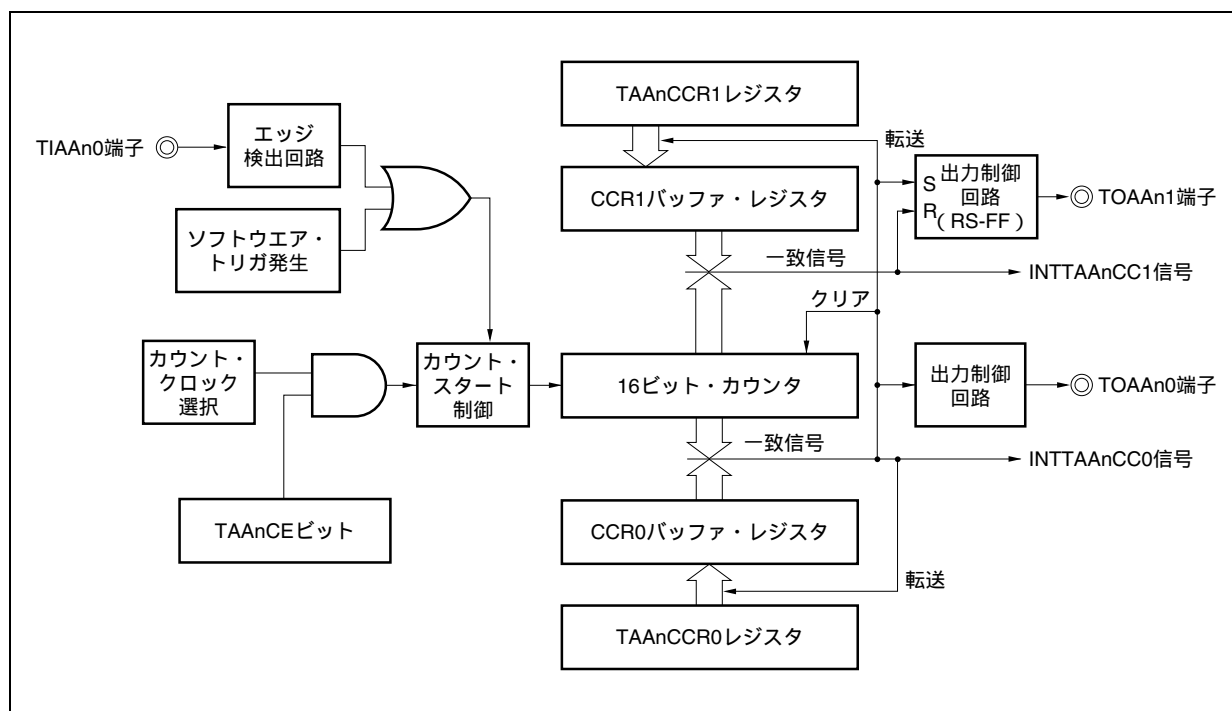 TAAnCCR1レジスタ
TIAAn0端子
エッジ
検出回路
転送
CCR1バッファ・レジスタ
S
R
出力制御
回路
(RS-FF)
TOAAn1端子
ソフトウエア・
トリガ発生
一致信号
INTTAAnCC1信号
クリア
カウント・
クロック
選択
カウント・
スタート
制御
16ビット・カウンタ
出力制御
回路
TOAAn0端子
一致信号
INTTAAnCC0信号
TAAnCEビット
CCR0バッファ・レジスタ
転送
TAAnCCR0レジスタ